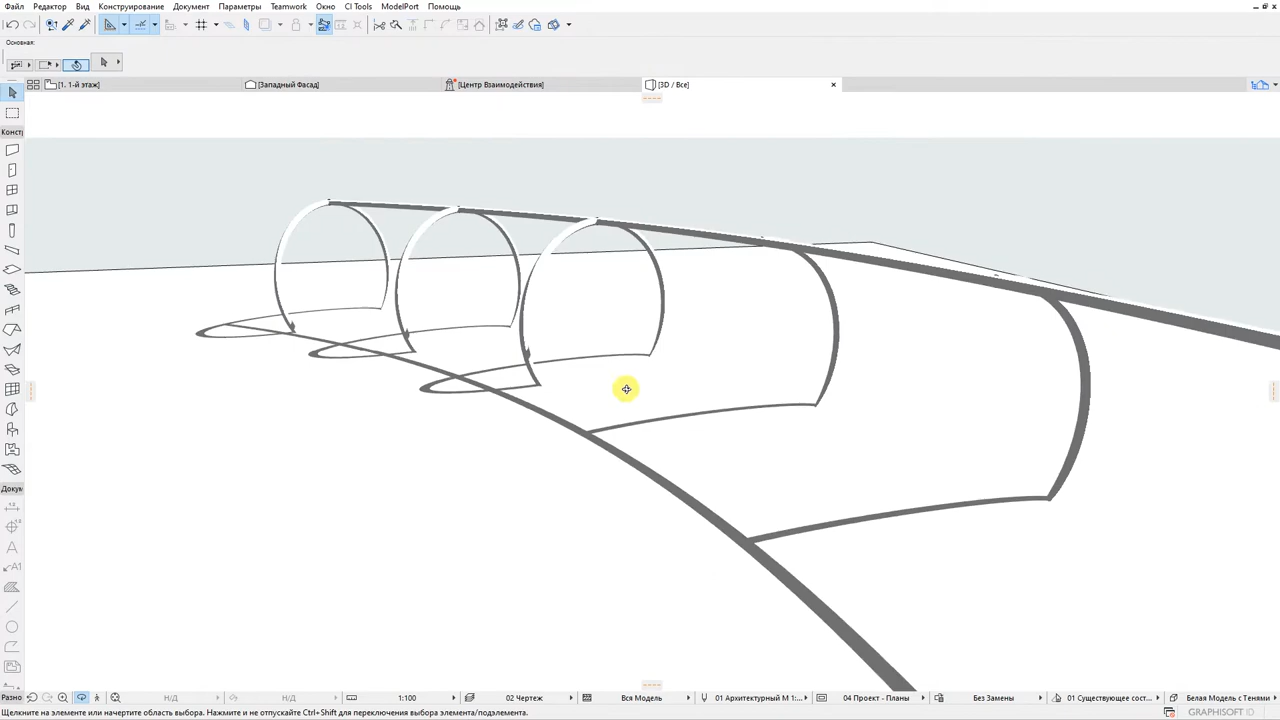 Файл Редактор Вид Конструирование Документ Параметры Teamwork Окно CI Tools ModelPort Помощь
Основная:
[1. 1-й этаж] [Западный Фасад] [Центр Взаимодействия] [3D / Все]
Констр
Докум
Разно Н/Д Н/Д 1:100 02 Чертеж Вся Модель 01 Архитектурный М 1:... 04 Проект - Планы Без Замены 01 Существующее сост... Белая Модель с Тенями
Щелкните на элементе или начертите область выбора. Нажмите и не отпускайте Ctrl+Shift для переключения выбора элемента/подэлемента. GRAPHISOFT ID